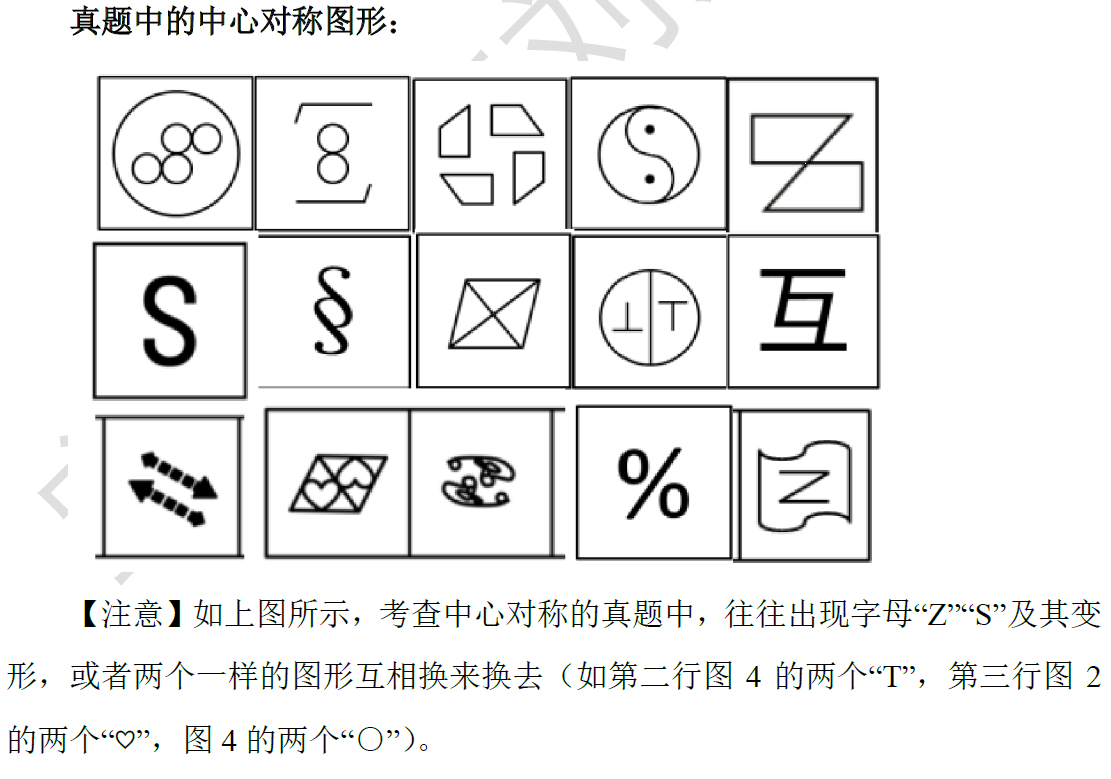 真题中的中心对称图形：
S
§
互
%
【注意】如上图所示，考查中心对称的真题中，往往出现字母“Z”“S”及其变
形，或者两个一样的图形互相换来换去（如第二行图 4 的两个“T”，第三行图 2
的两个“♡”，图 4 的两个“○”）。